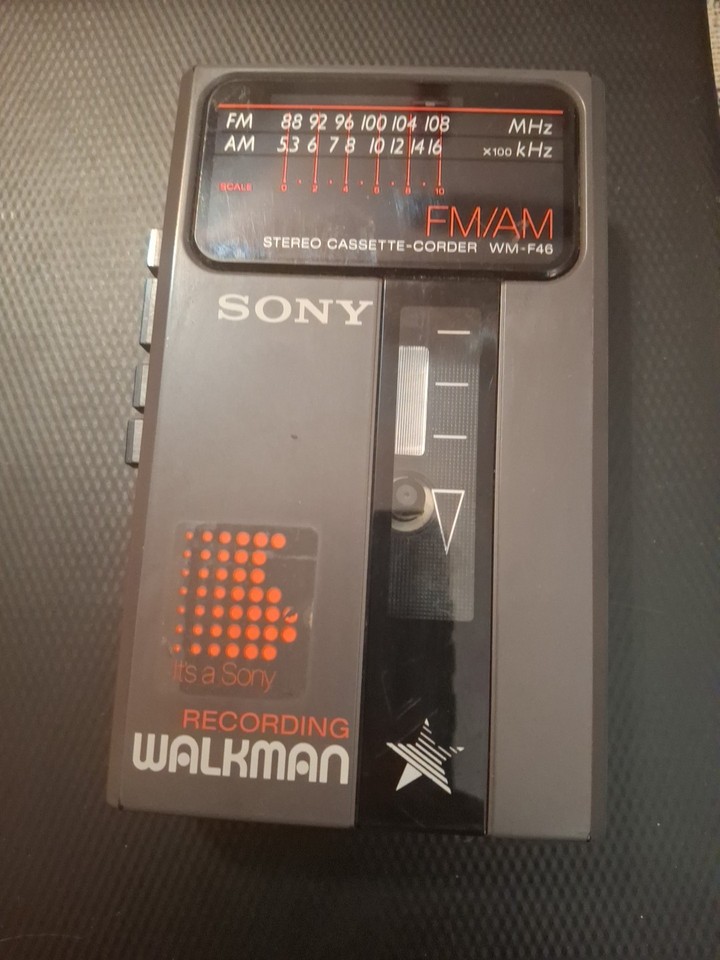 FM 88 92 96 100 104 108 MHz
AM 5.3 6 7 8 10 12 14 16 x100 kHz
SCALE 0 2 4 6 8 10
FM/AM
STEREO CASSETTE-CORDER WM-F46
SONY
It's a Sony
RECORDING
WALKMAN